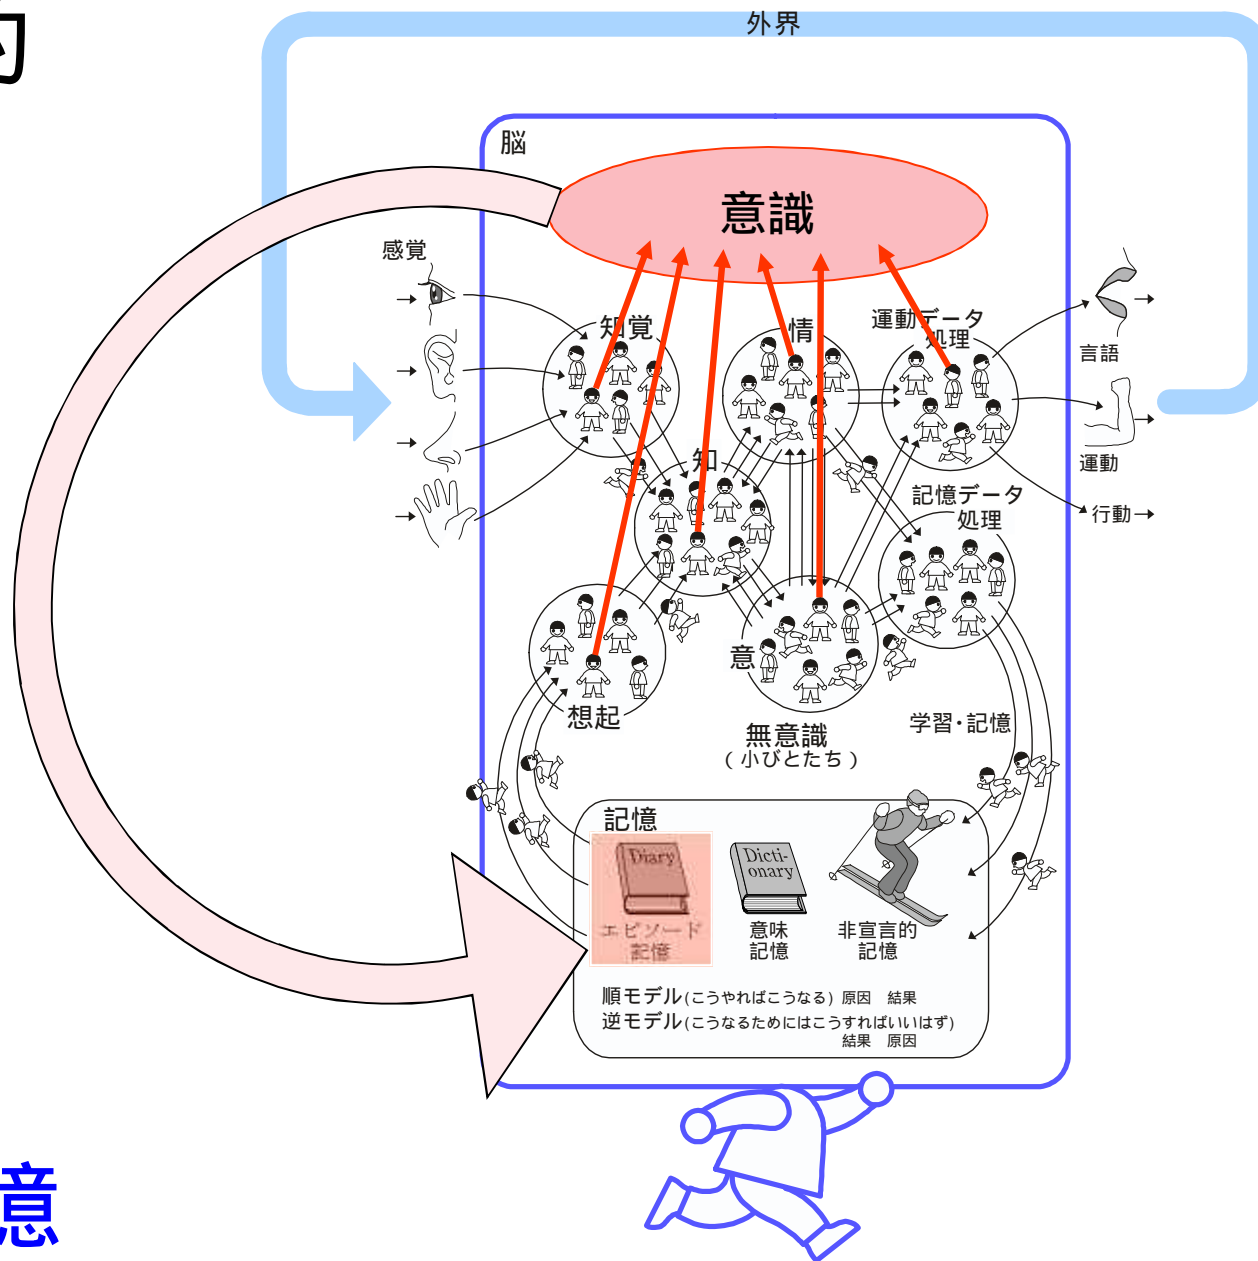 的
外界
脳
意識
感覚
知覚
情
運動データ
処理
言語
運動
知
記憶データ
処理
行動
意
想起
無意識
（小びとたち）
学習・記憶
記憶
Diary
エピソード
記憶
Dicti-
onary
意味
記憶
非宣言的
記憶
順モデル(こうやればこうなる) 原因 結果
逆モデル(こうなるためにはこうすればいいはず)
結果 原因
憶